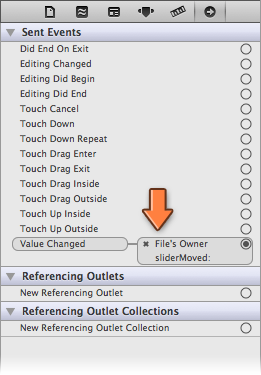 Sent Events
Did End On Exit
Editing Changed
Editing Did Begin
Editing Did End
Touch Cancel
Touch Down
Touch Down Repeat
Touch Drag Enter
Touch Drag Exit
Touch Drag Inside
Touch Drag Outside
Touch Up Inside
Touch Up Outside
Value Changed File's Owner
sliderMoved:
Referencing Outlets
New Referencing Outlet
Referencing Outlet Collections
New Referencing Outlet Collection